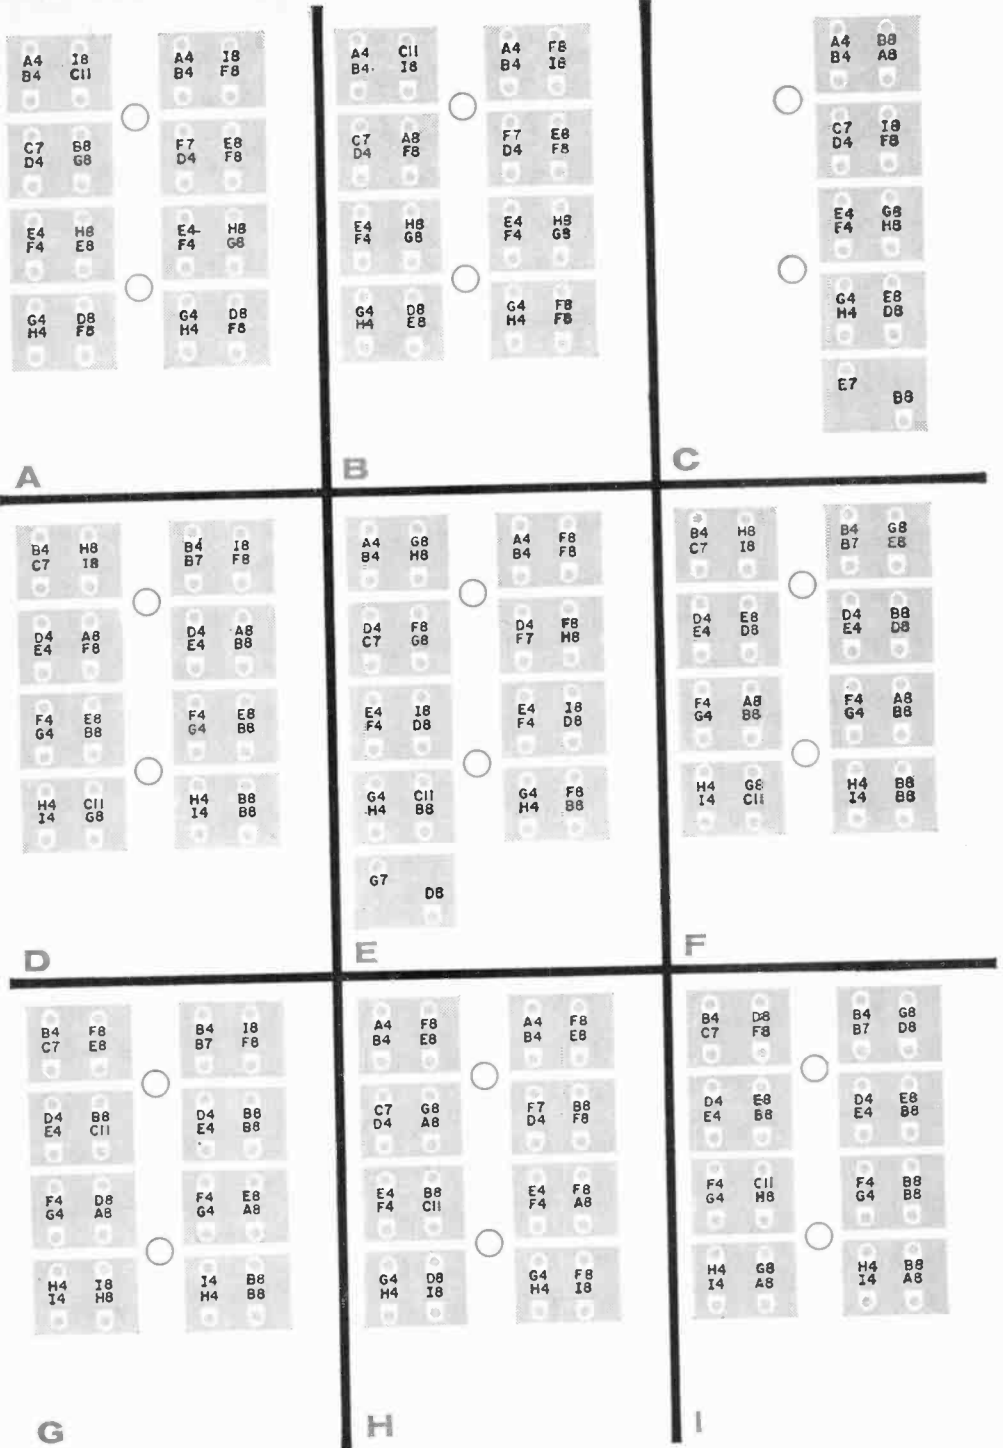 A4 I8
B4 C11
A4 I8
B4 F8
C7 B8
D4 G8
F7 E8
D4 F8
E4 H8
F4 E8
E4 H8
F4 G8
G4 D8
H4 F8
G4 D8
H4 F8
A
A4 C11
B4 I8
A4 F8
B4 I8
C7 A8
D4 F8
F7 E8
D4 F8
E4 H8
F4 G8
E4 H8
F4 G8
G4 D8
H4 E8
G4 F8
H4 F8
B
A4 B8
B4 A8
C7 I8
D4 F8
E4 G8
F4 H8
G4 E8
H4 D8
E7
B8
C
B4 H8
C7 I8
B4 I8
B7 F8
D4 A8
E4 F8
D4 A8
E4 B8
F4 E8
G4 B8
F4 E8
G4 B8
H4 C11
I4 G8
H4 B8
I4 B8
D
A4 G8
B4 H8
A4 F8
B4 F8
D4 F8
C7 G8
D4 F8
F7 H8
E4 I8
F4 D8
E4 I8
F4 D8
G4 C11
H4 B8
G4 F8
H4 B8
G7
D8
E
B4 H8
C7 I8
B4 G8
B7 E8
D4 E8
E4 D8
D4 B8
E4 D8
F4 A8
G4 B8
F4 A8
G4 B8
H4 G8
I4 C11
H4 B8
I4 B8
F
B4 F8
C7 E8
B4 I8
B7 F8
D4 B8
E4 C11
D4 B8
E4 B8
F4 D8
G4 A8
F4 E8
G4 A8
H4 I8
I4 H8
I4 B8
H4 B8
G
A4 F8
B4 E8
A4 F8
B4 E8
C7 G8
D4 A8
F7 B8
D4 F8
E4 B8
F4 C11
E4 F8
F4 A8
G4 D8
H4 I8
G4 F8
H4 I8
H
B4 D8
C7 F8
B4 G8
B7 D8
D4 E8
E4 B8
D4 E8
E4 B8
F4 C11
G4 H8
F4 B8
G4 B8
H4 G8
I4 A8
H4 B8
I4 A8
I